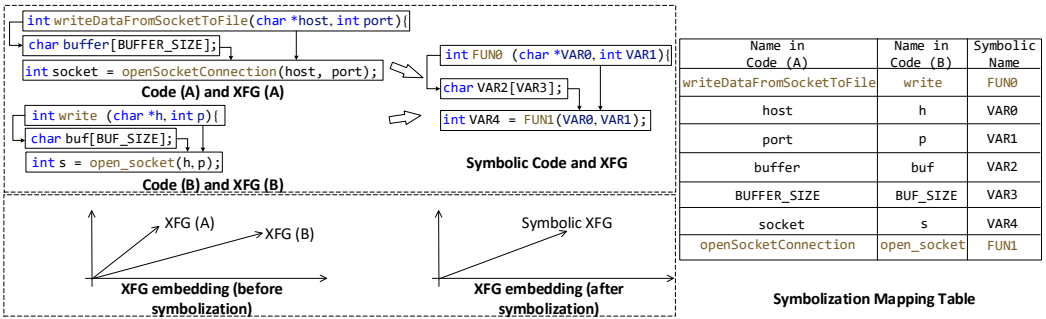 int writeDataFromSocketToFile(char *host, int port){
char buffer[BUFFER_SIZE];
int socket = openSocketConnection(host, port);
Code (A) and XFG (A)
int write (char *h, int p){
char buf[BUF_SIZE];
int s = open_socket(h, p);
Code (B) and XFG (B)
int FUN0 (char*VAR0, int VAR1){
char VAR2[VAR3];
int VAR4 = FUN1(VAR0, VAR1);
Symbolic Code and XFG
XFG (A)
XFG (B)
XFG embedding (before
symbolization)
Symbolic XFG
XFG embedding (after
symbolization)
Name in Code (A) Name in Code (B) Symbolic Name
writeDataFromSocketToFile write FUN0
host h VAR0
port p VAR1
buffer buf VAR2
BUFFER_SIZE BUF_SIZE VAR3
socket s VAR4
openSocketConnection open_socket FUN1
Symbolization Mapping Table